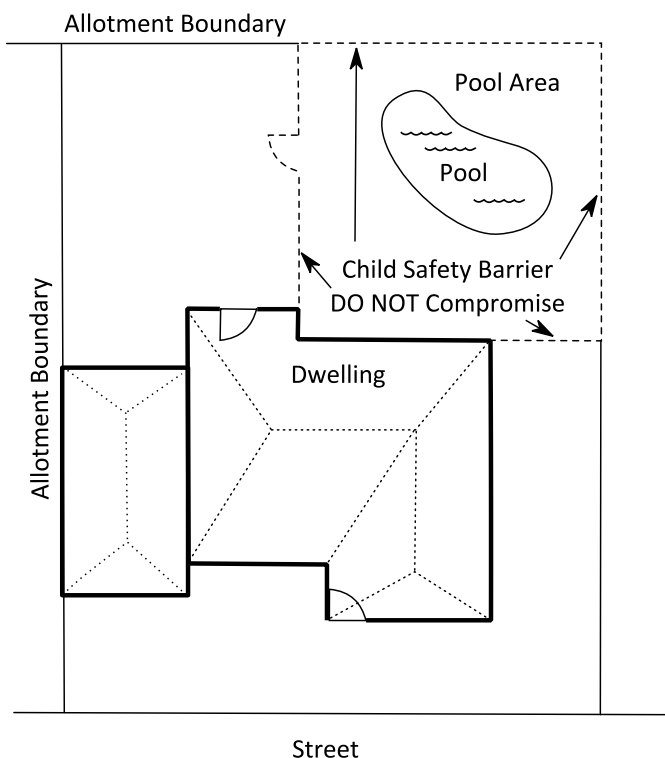 Allotment Boundary
Pool Area
Pool
Child Safety Barrier
DO NOT Compromise
Allotment Boundary
Dwelling
Street